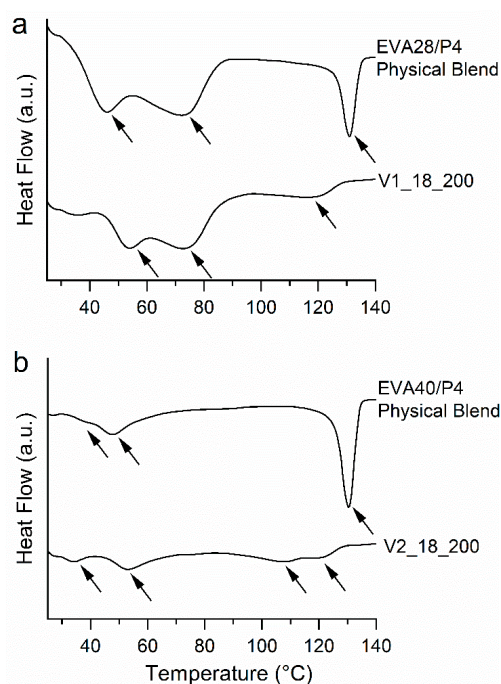 a
EVA28/P4
Physical Blend
V1_18_200
Heat Flow (a.u.)
40 60 80 100 120 140
b
EVA40/P4
Physical Blend
V2_18_200
Heat Flow (a.u.)
40 60 80 100 120 140
Temperature (°C)